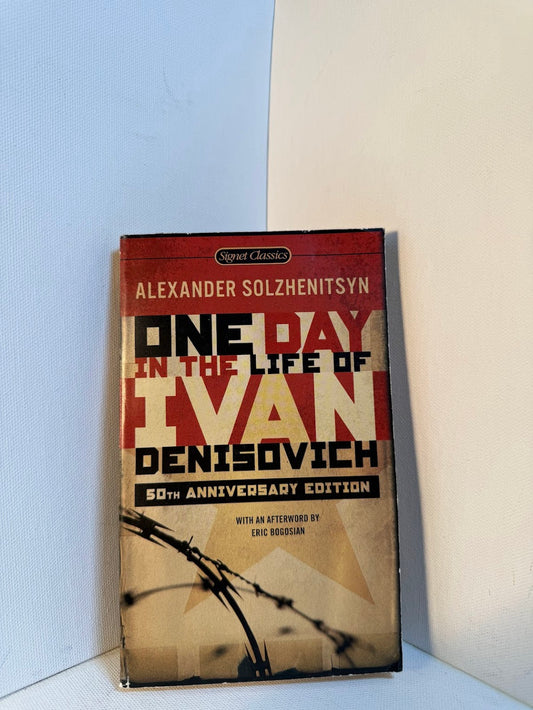 Signet Classics
ALEXANDER SOLZHENITSYN
ONE DAY
IN THE LIFE OF
IVAN
DENISOVICH
50TH ANNIVERSARY EDITION
WITH AN AFTERWORD BY
ERIC BOGOSIAN